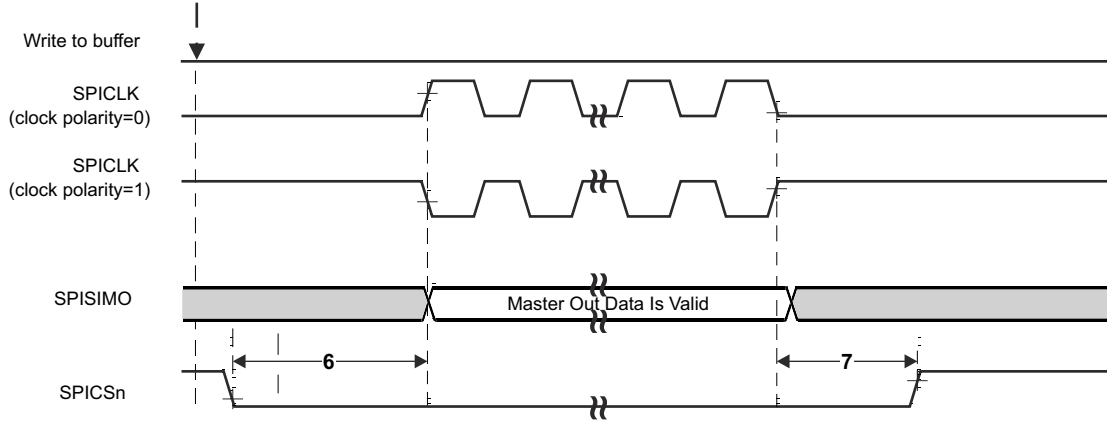 Write to buffer
SPICLK
(clock polarity=0)
SPICLK
(clock polarity=1)
SPISIMO
Master Out Data Is Valid
6
7
SPICSn